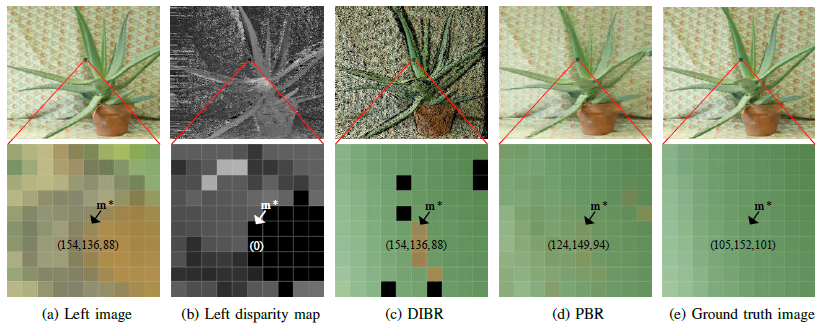 m*
m*
m*
m*
m*
(154,136,88)
(0)
(154,136,88)
(124,149,94)
(105,152,101)
(a) Left image
(b) Left disparity map
(c) DIBR
(d) PBR
(e) Ground truth image